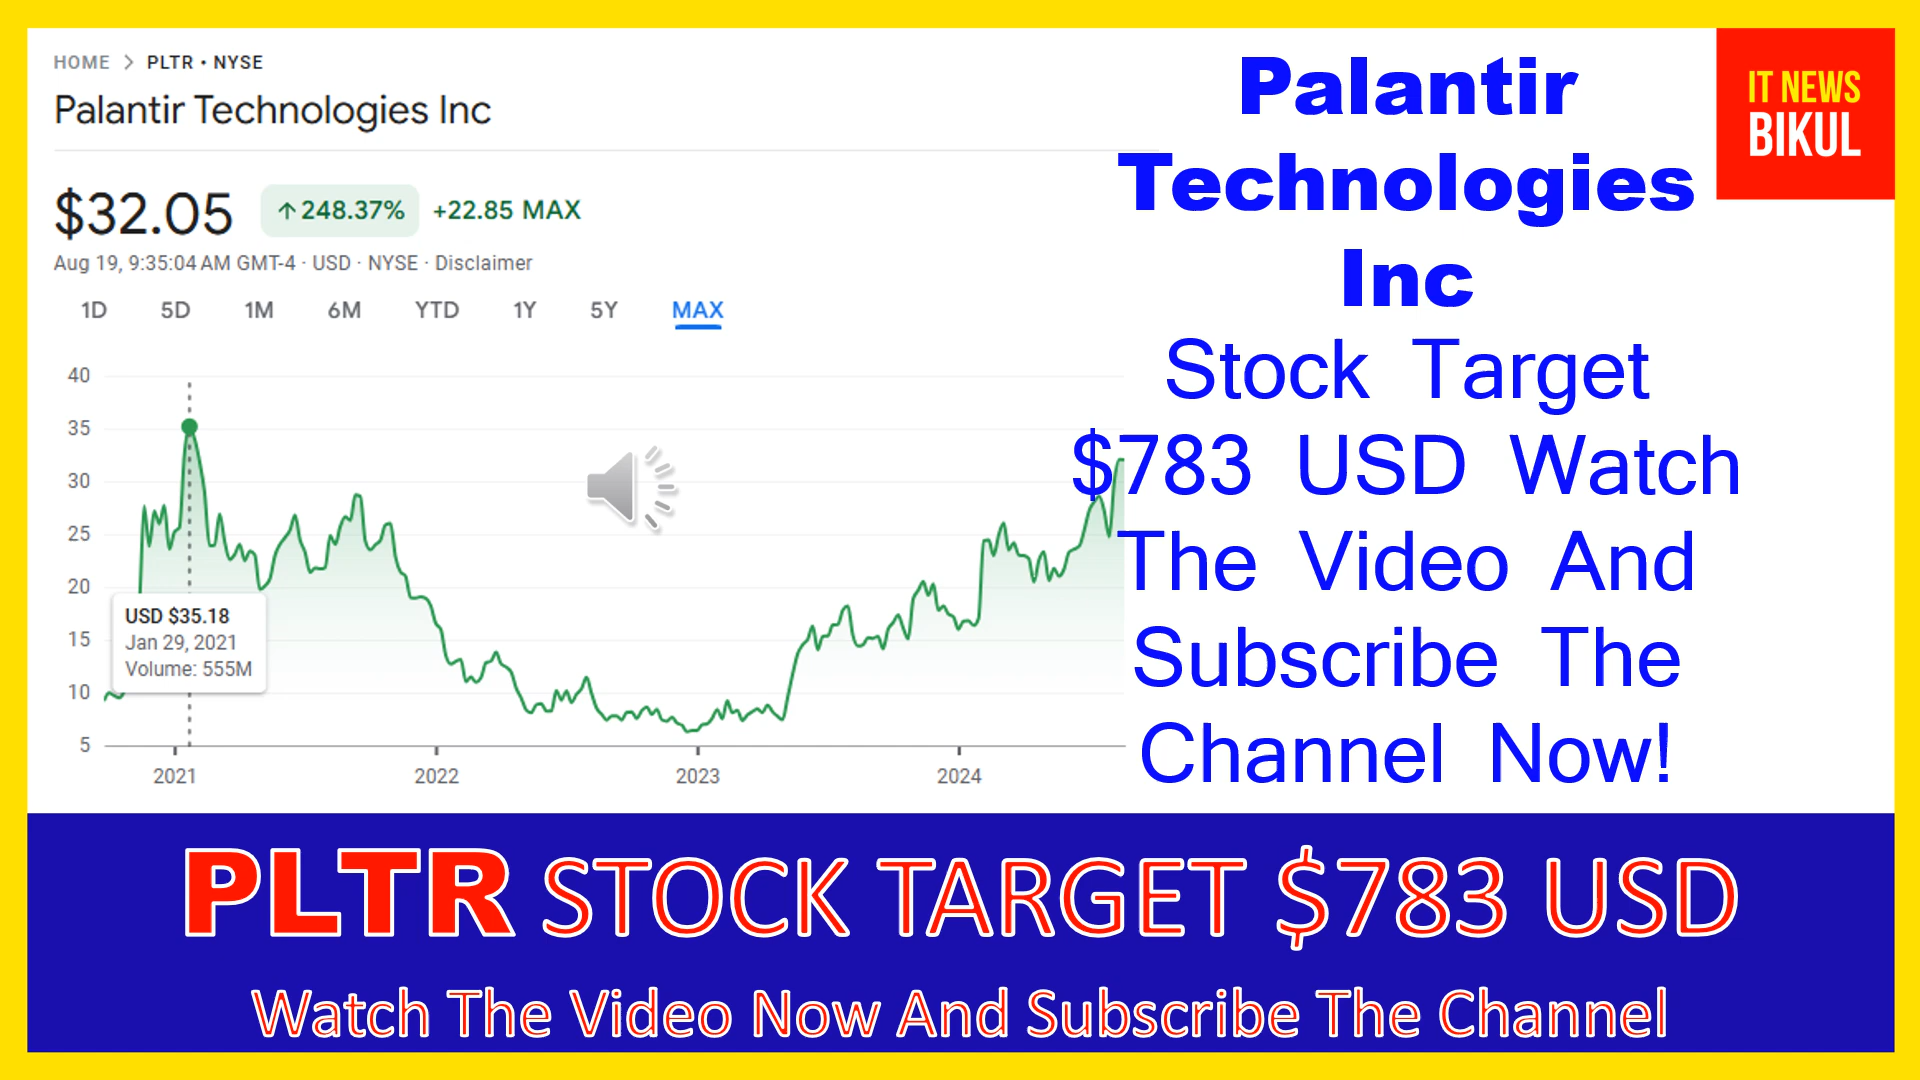 HOME > PLTR • NYSE
Palantir Technologies Inc
$32.05 ↑248.37% +22.85 MAX
Aug 19, 9:35:04 AM GMT-4 · USD · NYSE · Disclaimer
1D 5D 1M 6M YTD 1Y 5Y MAX
40
35
30
25
20
15
10
5
USD $35.18
Jan 29, 2021
Volume: 555M
2021 2022 2023 2024
Palantir
Technologies
Inc
Stock Target
$783 USD Watch
The Video And
Subscribe The
Channel Now!
IT NEWS
BIKUL
PLTR STOCK TARGET $783 USD
Watch The Video Now And Subscribe The Channel